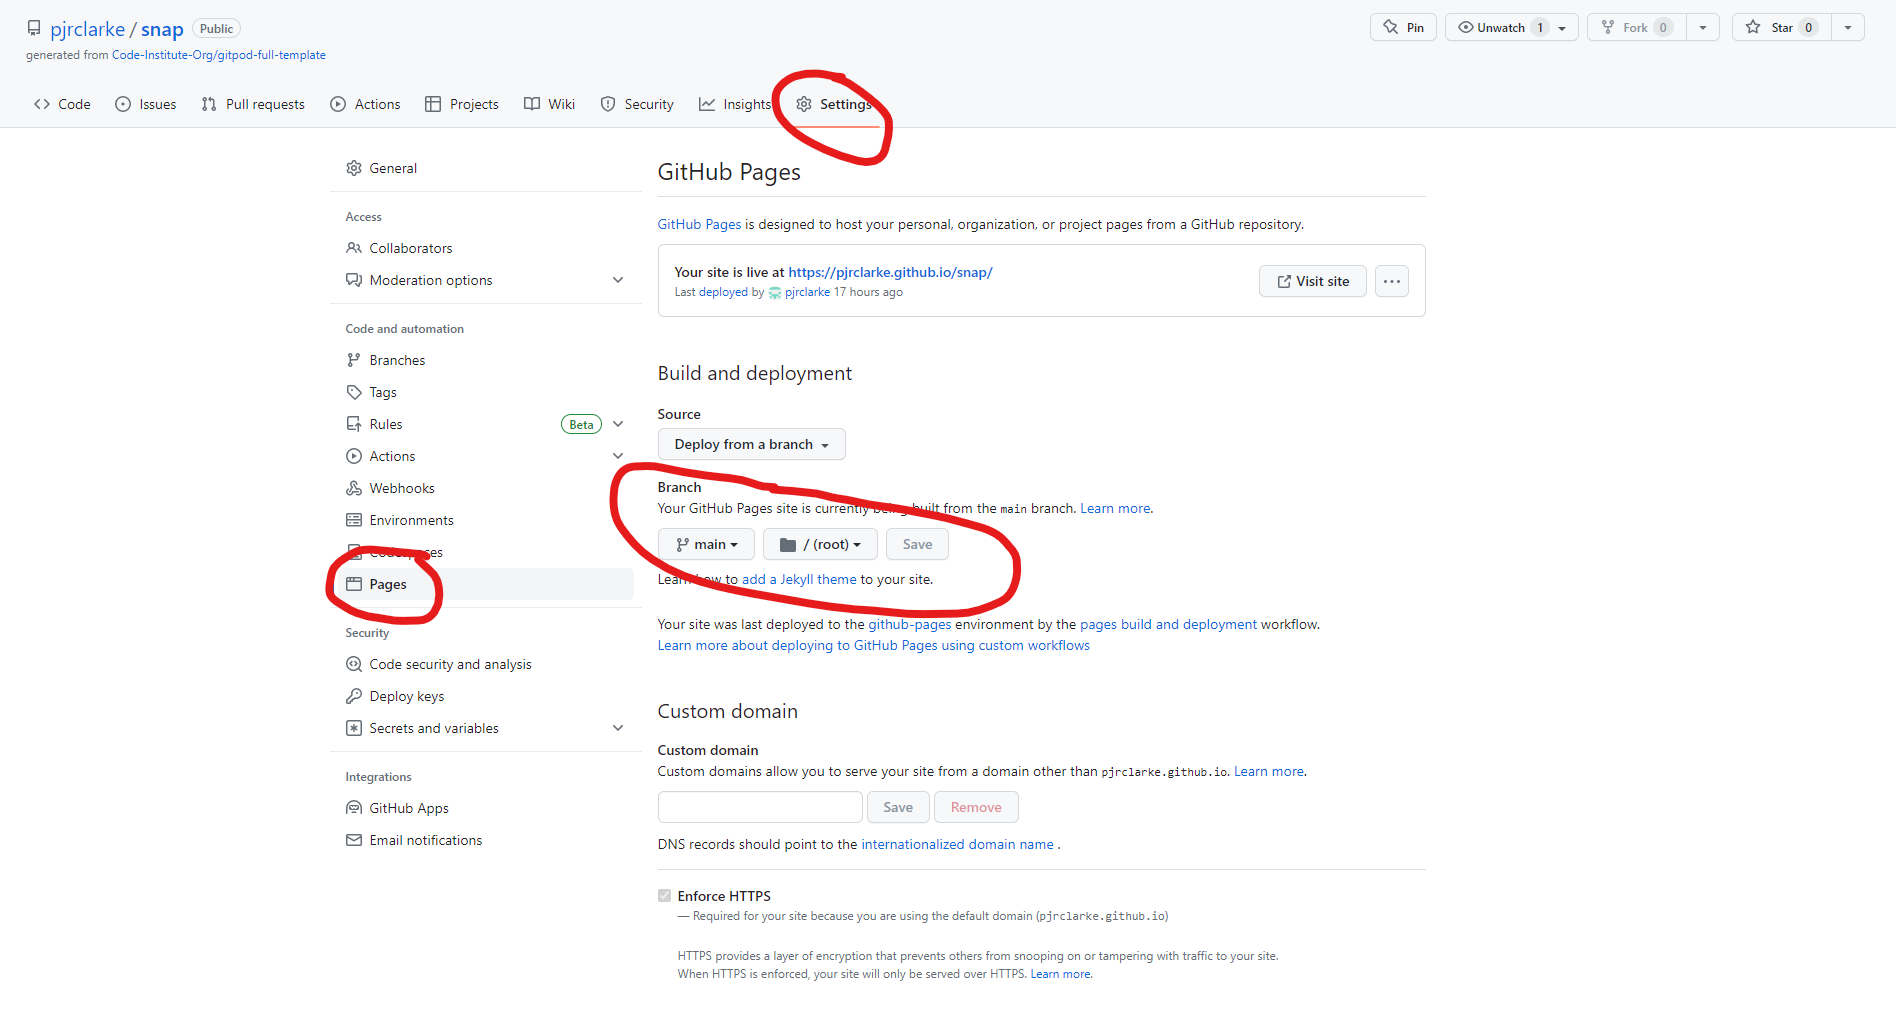 pjrclarke / snap Public
Pin Unwatch 1 Fork 0 Star 0
generated from Code-Institute-Org/gitpod-full-template
Code Issues Pull requests Actions Projects Wiki Security Insights Settings
General
Access
Collaborators
Moderation options
Code and automation
Branches
Tags
Rules Beta
Actions
Webhooks
Environments
Codespaces
Pages
Security
Code security and analysis
Deploy keys
Secrets and variables
Integrations
GitHub Apps
Email notifications
GitHub Pages
GitHub Pages is designed to host your personal, organization, or project pages from a GitHub repository.
Your site is live at https://pjrclarke.github.io/snap/
Last deployed by pjrclarke 17 hours ago
Visit site
Build and deployment
Source
Deploy from a branch
Branch
Your GitHub Pages site is currently being built from the main branch. Learn more.
main / (root) Save
Learn how to add a Jekyll theme to your site.
Your site was last deployed to the github-pages environment by the pages build and deployment workflow.
Learn more about deploying to GitHub Pages using custom workflows
Custom domain
Custom domain
Custom domains allow you to serve your site from a domain other than pjrclarke.github.io. Learn more.
Save Remove
DNS records should point to the internationalized domain name .
Enforce HTTPS
— Required for your site because you are using the default domain (pjrclarke.github.io)
HTTPS provides a layer of encryption that prevents others from snooping on or tampering with traffic to your site.
When HTTPS is enforced, your site will only be served over HTTPS. Learn more.